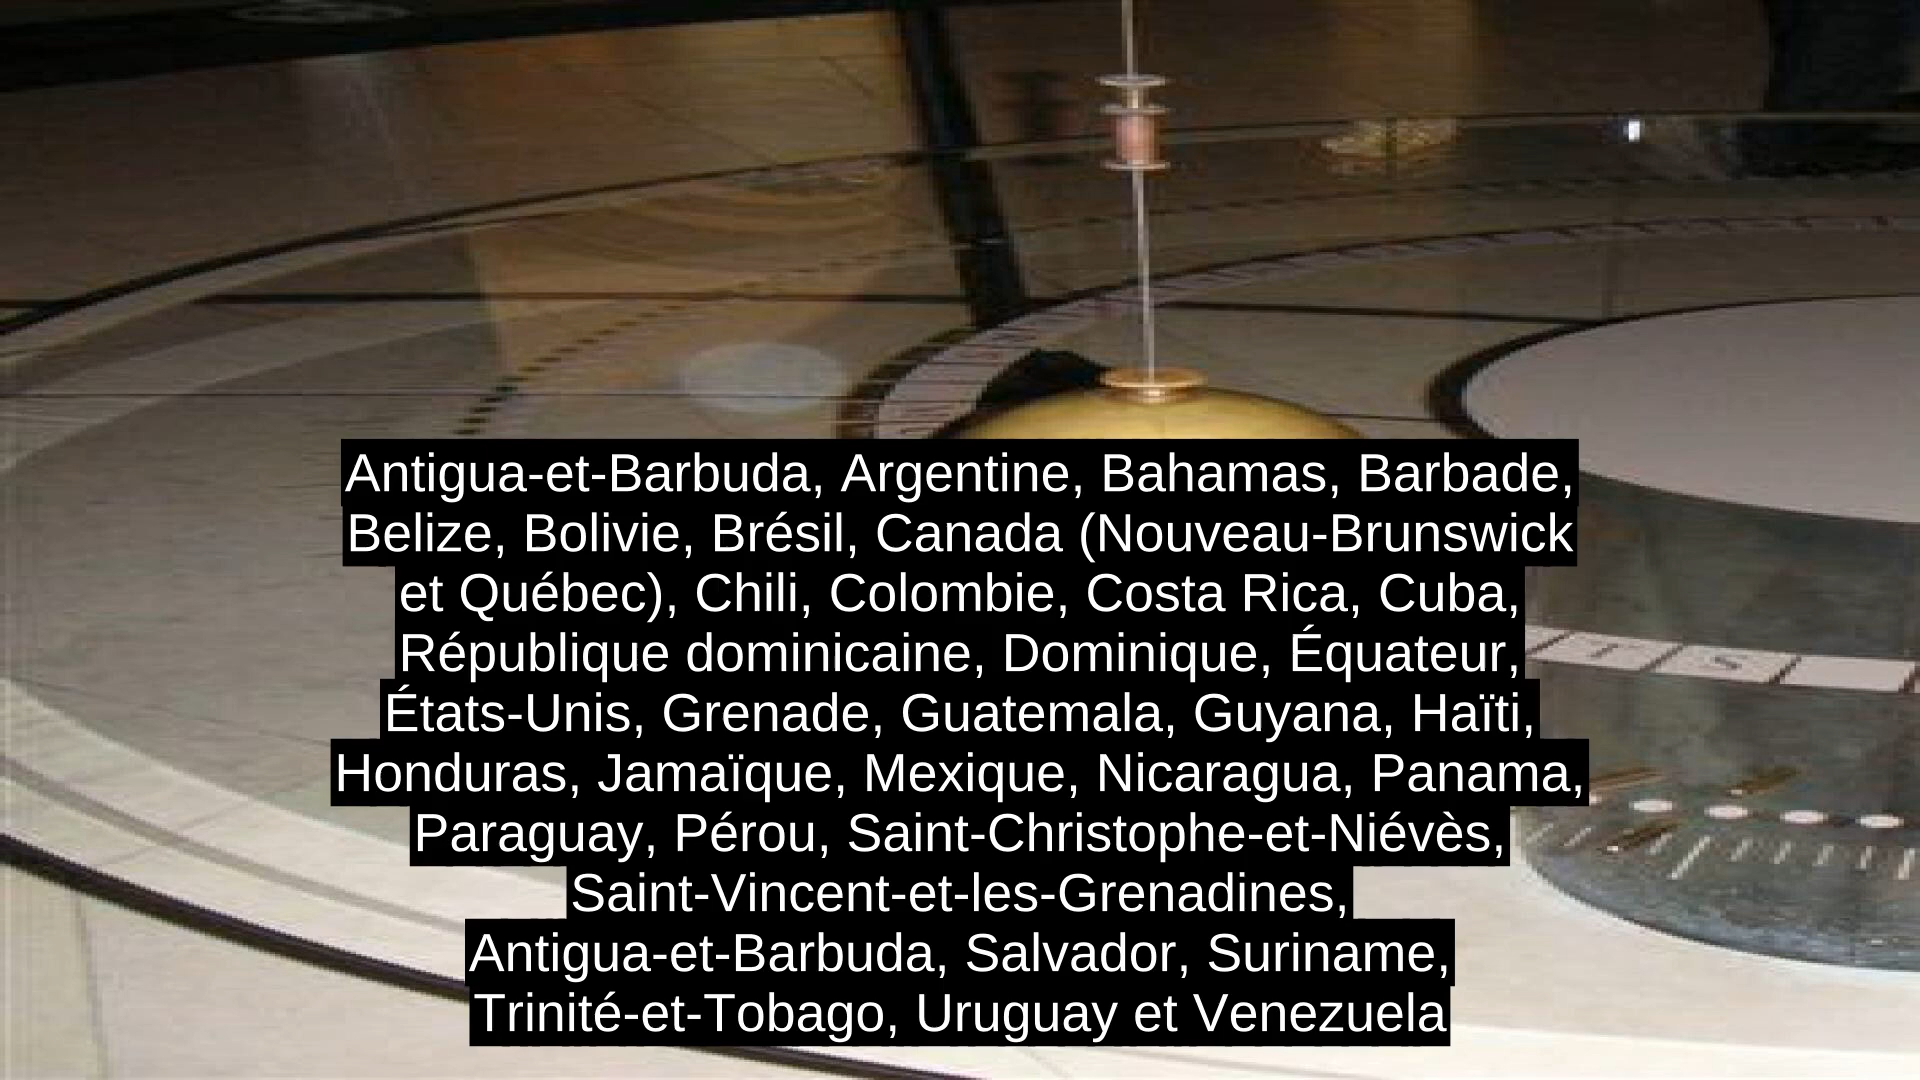 Antigua-et-Barbuda, Argentine, Bahamas, Barbade,
Belize, Bolivie, Brésil, Canada (Nouveau-Brunswick
et Québec), Chili, Colombie, Costa Rica, Cuba,
République dominicaine, Dominique, Équateur,
États-Unis, Grenade, Guatemala, Guyana, Haïti,
Honduras, Jamaïque, Mexique, Nicaragua, Panama,
Paraguay, Pérou, Saint-Christophe-et-Niévès,
Saint-Vincent-et-les-Grenadines,
Antigua-et-Barbuda, Salvador, Suriname,
Trinité-et-Tobago, Uruguay et Venezuela